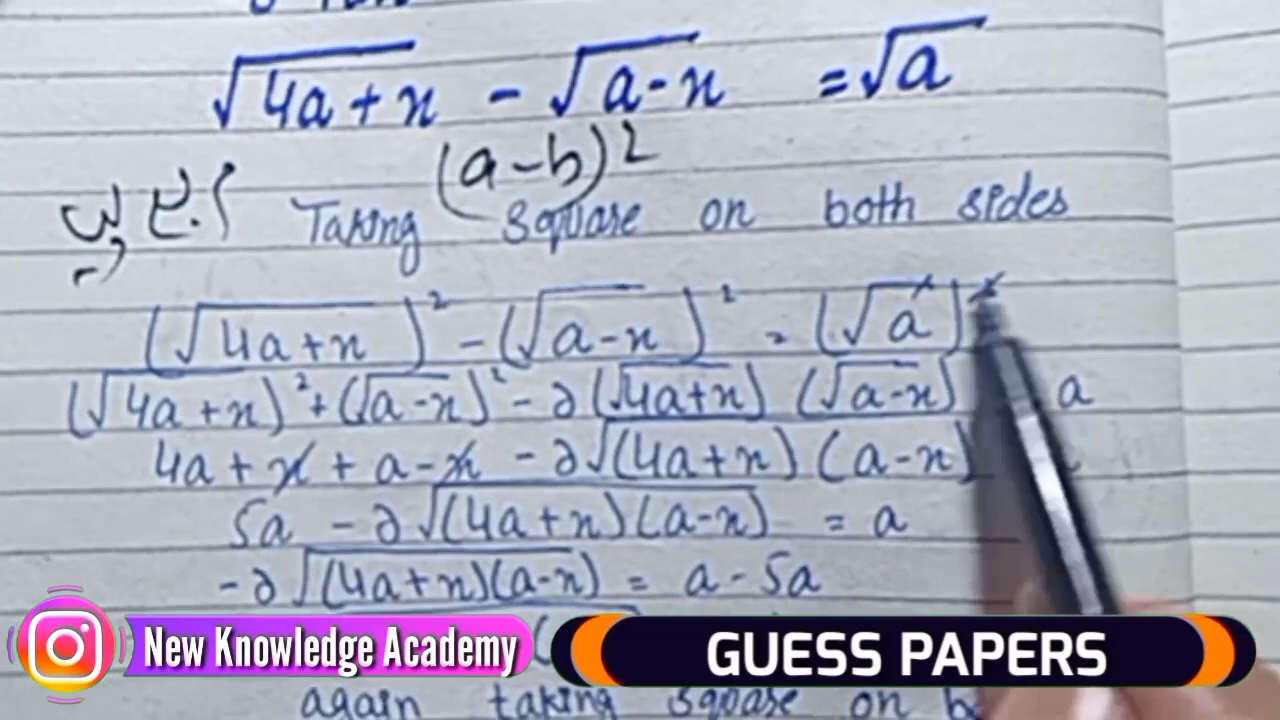 √4a+x - √a-x = √a
(a-b)²
Taking square on both sides
(√4a+x)² - (√a-x)² = (√a)²
(√4a+x)² + (√a-x)² - 2(√4a+x) (√a-x) a
4a + x + a - x - 2√(4a+x) (a-x)
5a - 2√(4a+x)(a-x) = a
-2√(4a+x)(a-x) = a - 5a
New Knowledge Academy
GUESS PAPERS
again taking square on